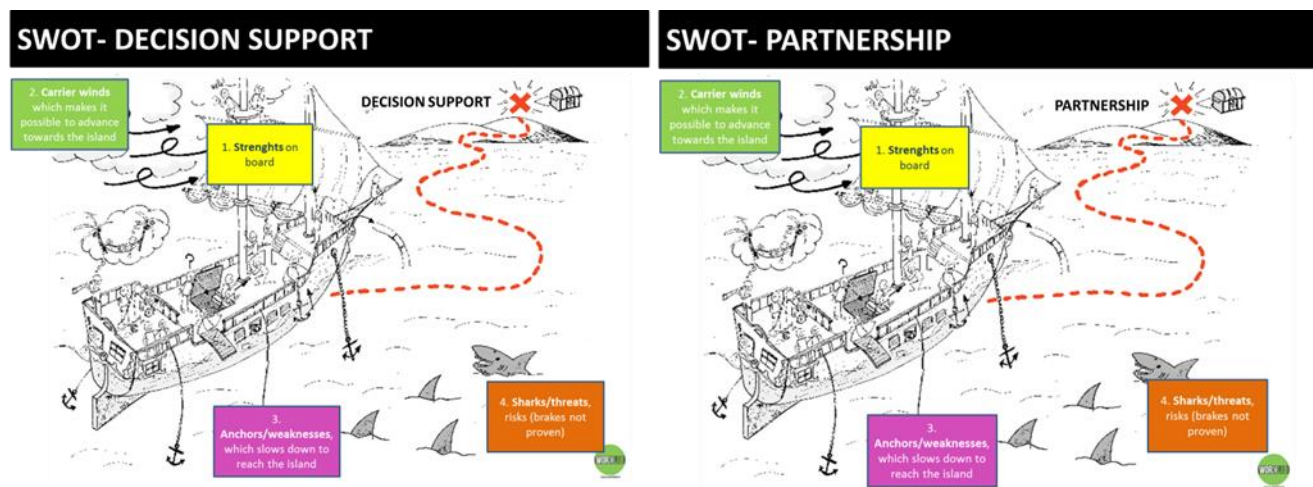 SWOT- DECISION SUPPORT
2. Carrier winds
which makes it
possible to advance
towards the island
DECISION SUPPORT
1. Strenghts on
board
3.
Anchors/weaknesses,
which slows down to
reach the island
4. Sharks/threats,
risks (brakes not
proven)
SWOT- PARTNERSHIP
2. Carrier winds
which makes it
possible to advance
towards the island
PARTNERSHIP
1. Strenghts on
board
3.
Anchors/weaknesses,
which slows down to
reach the island
4. Sharks/threats,
risks (brakes not
proven)